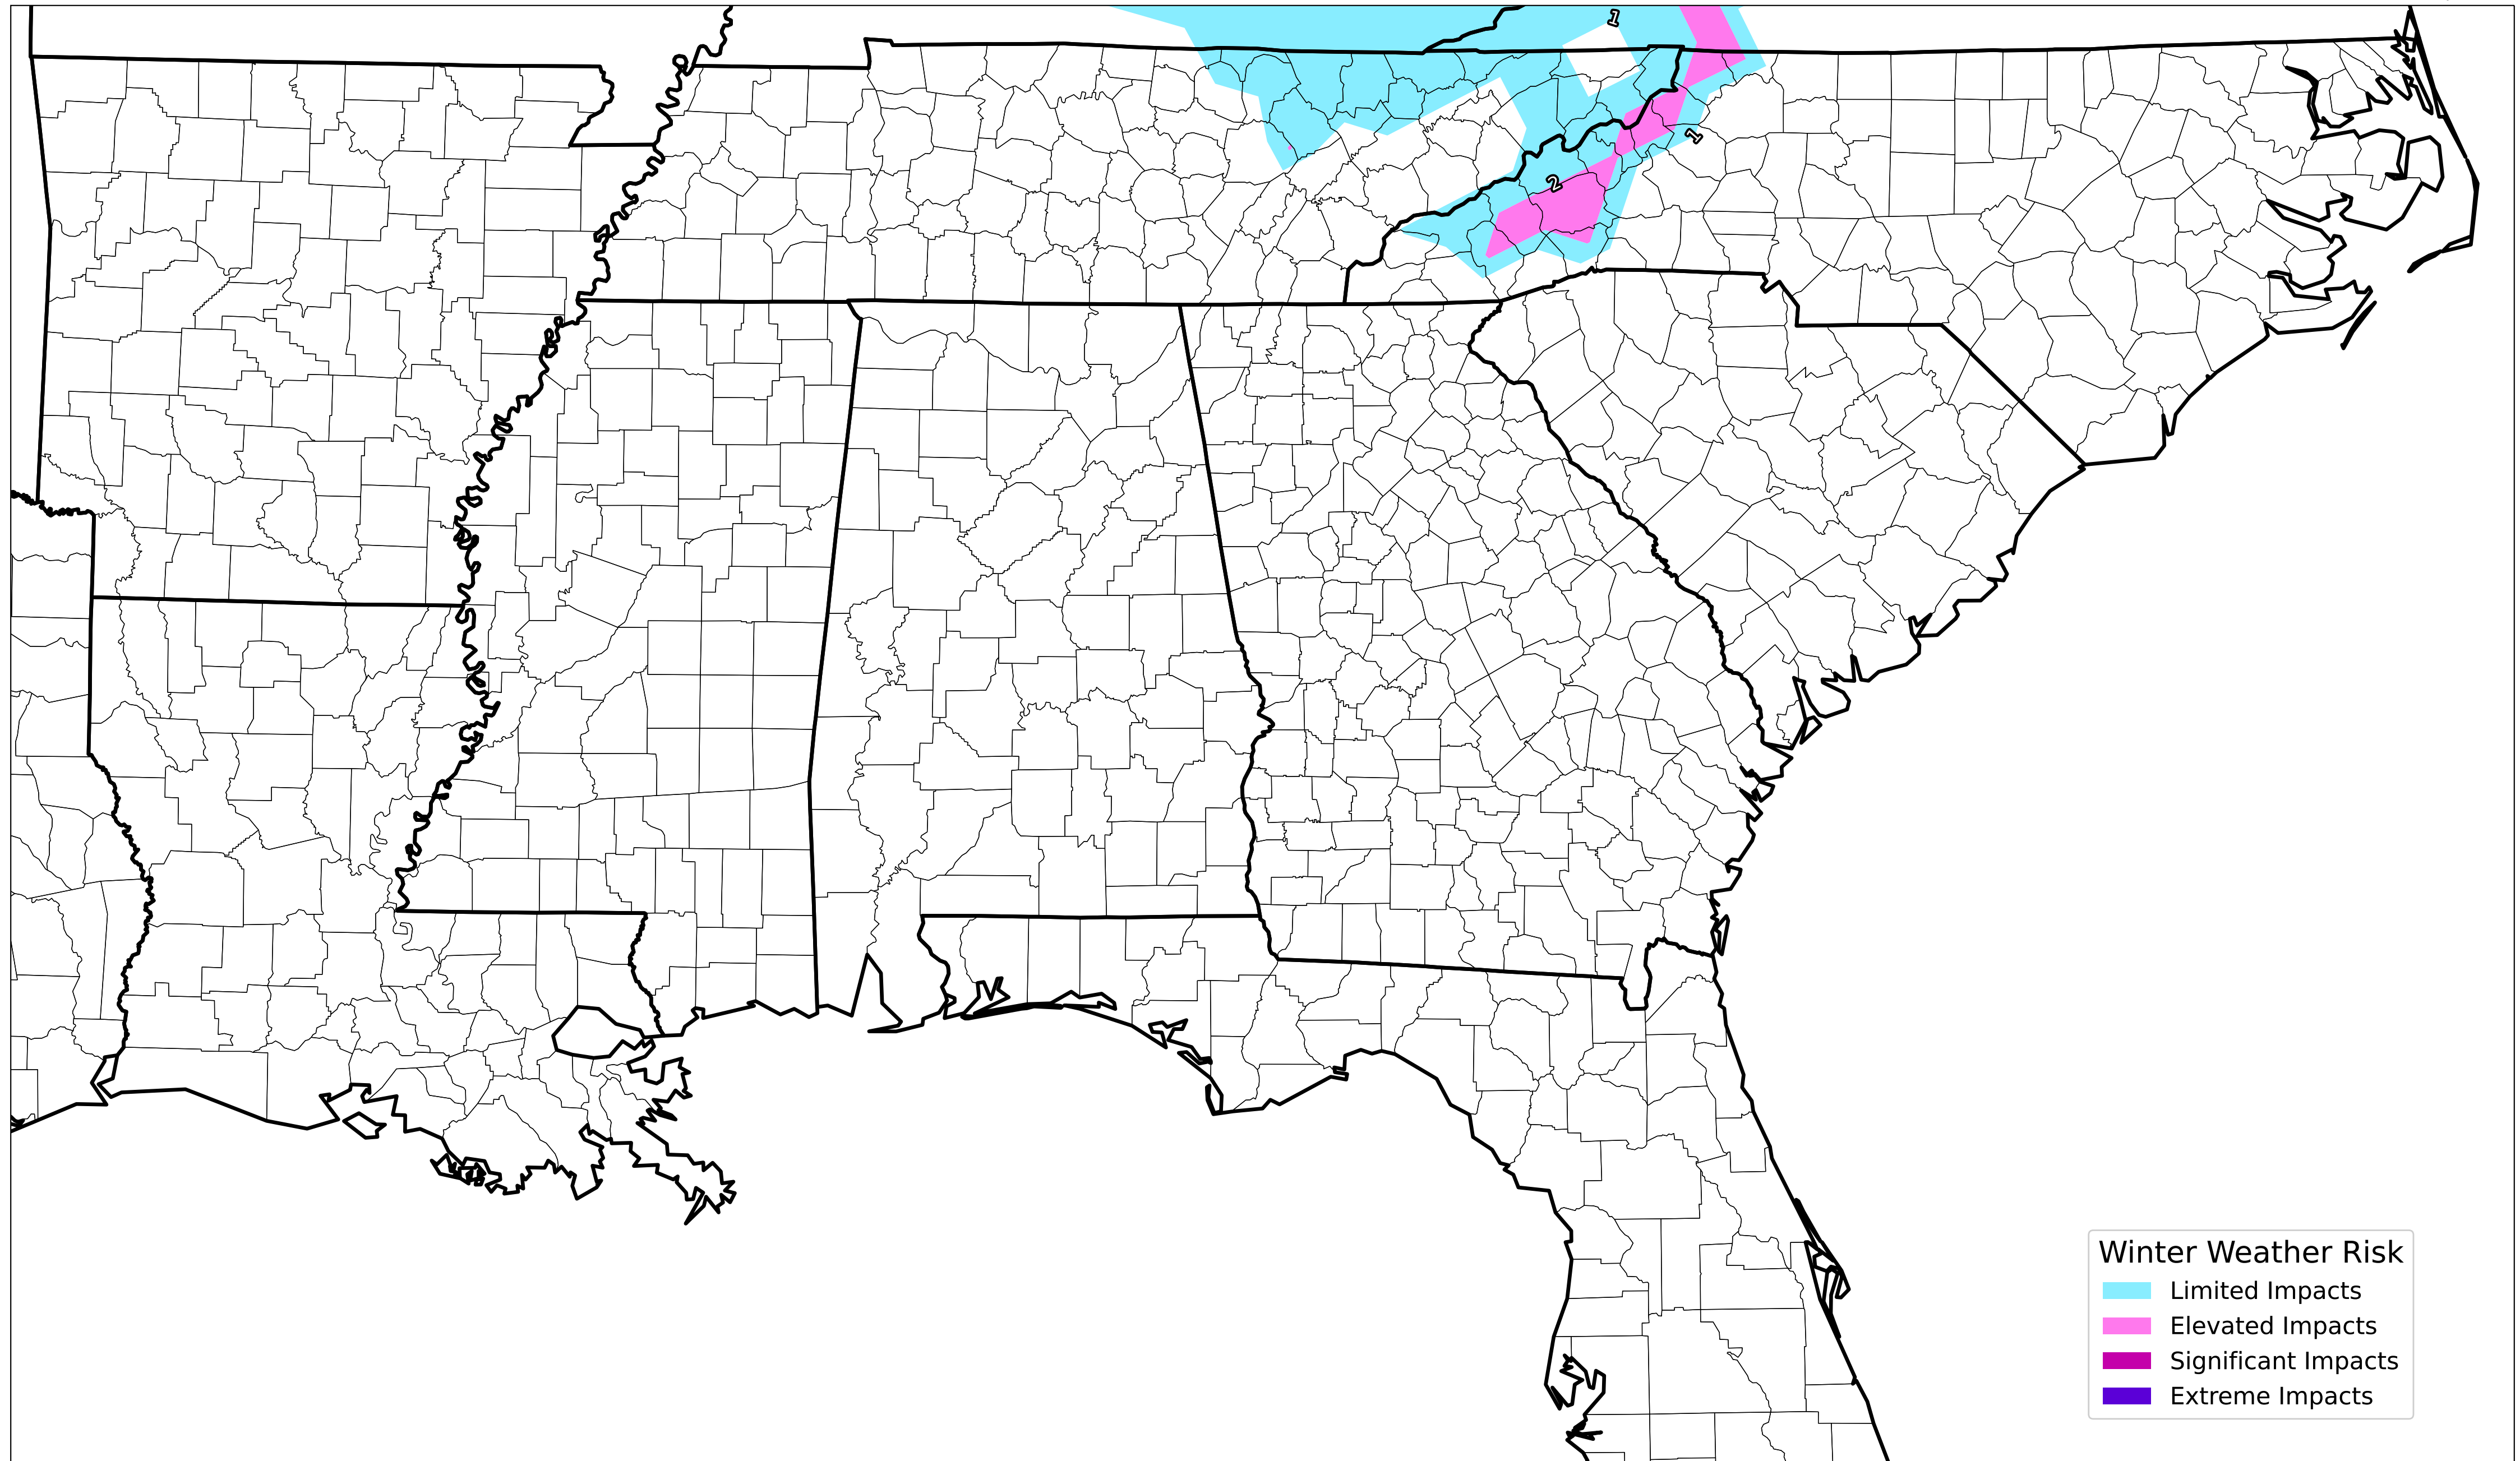 1
1
2
Winter Weather Risk
Limited Impacts
Elevated Impacts
Significant Impacts
Extreme Impacts